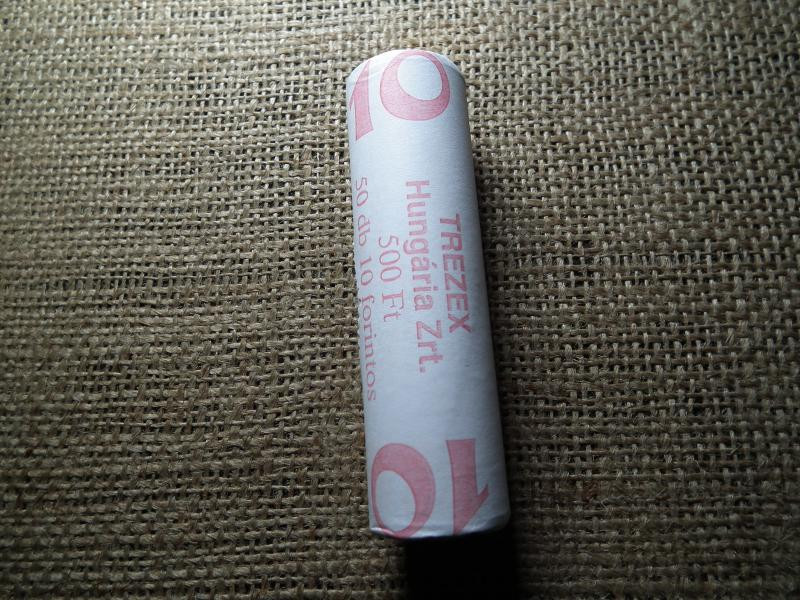 10
TREZEX
Hungária Zrt.
500 Ft
50 db 10 forintos
10